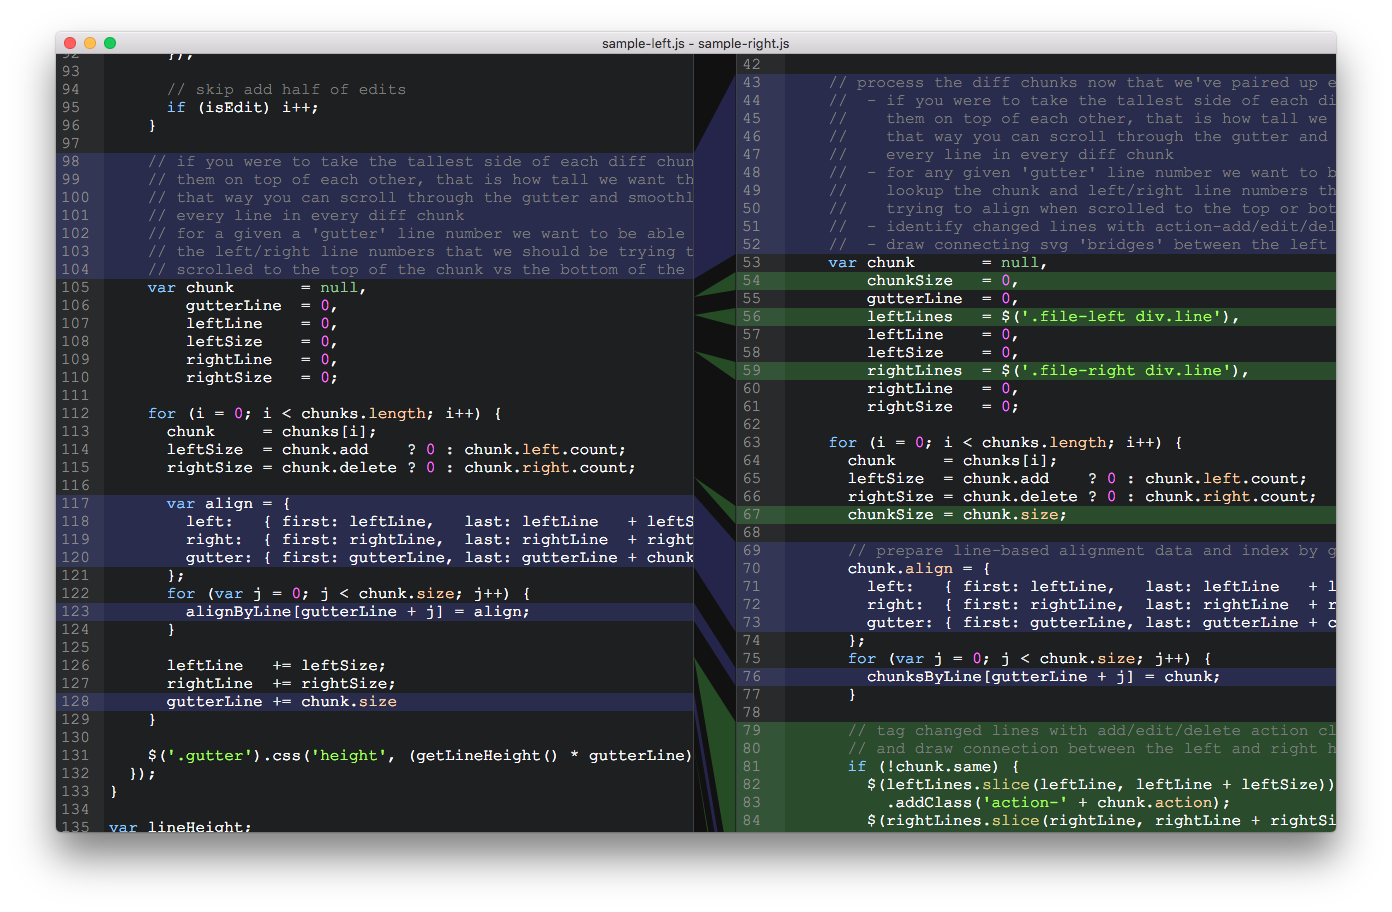 sample-left.js - sample-right.js
92 });
93
94 // skip add half of edits
95 if (isEdit) i++;
96 }
97
98 // if you were to take the tallest side of each diff chun
99 // them on top of each other, that is how tall we want th
100 // that way you can scroll through the gutter and smoothl
101 // every line in every diff chunk
102 // for a given a 'gutter' line number we want to be able
103 // the left/right line numbers that we should be trying t
104 // scrolled to the top of the chunk vs the bottom of the
105 var chunk = null,
106 gutterLine = 0,
107 leftLine = 0,
108 leftSize = 0,
109 rightLine = 0,
110 rightSize = 0;
111
112 for (i = 0; i < chunks.length; i++) {
113 chunk = chunks[i];
114 leftSize = chunk.add ? 0 : chunk.left.count;
115 rightSize = chunk.delete ? 0 : chunk.right.count;
116
117 var align = {
118 left: { first: leftLine, last: leftLine + leftS
119 right: { first: rightLine, last: rightLine + right
120 gutter: { first: gutterLine, last: gutterLine + chunk
121 };
122 for (var j = 0; j < chunk.size; j++) {
123 alignByLine[gutterLine + j] = align;
124 }
125
126 leftLine += leftSize;
127 rightLine += rightSize;
128 gutterLine += chunk.size
129 }
130
131 $('.gutter').css('height', (getLineHeight() * gutterLine)
132 });
133 }
134
135 var lineHeight;
42
43 // process the diff chunks now that we've paired up e
44 // - if you were to take the tallest side of each di
45 // them on top of each other, that is how tall we
46 // that way you can scroll through the gutter and
47 // every line in every diff chunk
48 // - for any given 'gutter' line number we want to b
49 // lookup the chunk and left/right line numbers th
50 // trying to align when scrolled to the top or bot
51 // - identify changed lines with action-add/edit/del
52 // - draw connecting svg 'bridges' between the left
53 var chunk = null,
54 chunkSize = 0,
55 gutterLine = 0,
56 leftLines = $('.file-left div.line'),
57 leftLine = 0,
58 leftSize = 0,
59 rightLines = $('.file-right div.line'),
60 rightLine = 0,
61 rightSize = 0;
62
63 for (i = 0; i < chunks.length; i++) {
64 chunk = chunks[i];
65 leftSize = chunk.add ? 0 : chunk.left.count;
66 rightSize = chunk.delete ? 0 : chunk.right.count;
67 chunkSize = chunk.size;
68
69 // prepare line-based alignment data and index by g
70 chunk.align = {
71 left: { first: leftLine, last: leftLine + l
72 right: { first: rightLine, last: rightLine + r
73 gutter: { first: gutterLine, last: gutterLine + c
74 };
75 for (var j = 0; j < chunk.size; j++) {
76 chunksByLine[gutterLine + j] = chunk;
77 }
78
79 // tag changed lines with add/edit/delete action cl
80 // and draw connection between the left and right h
81 if (!chunk.same) {
82 $(leftLines.slice(leftLine, leftLine + leftSize))
83 .addClass('action-' + chunk.action);
84 $(rightLines.slice(rightLine, rightLine + rightSi